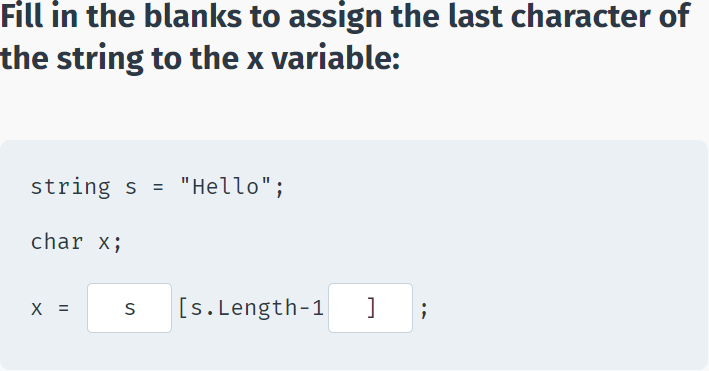 Fill in the blanks to assign the last character of
the string to the x variable:
string s = "Hello";
char x;
x = s [s.Length-1 ] ;